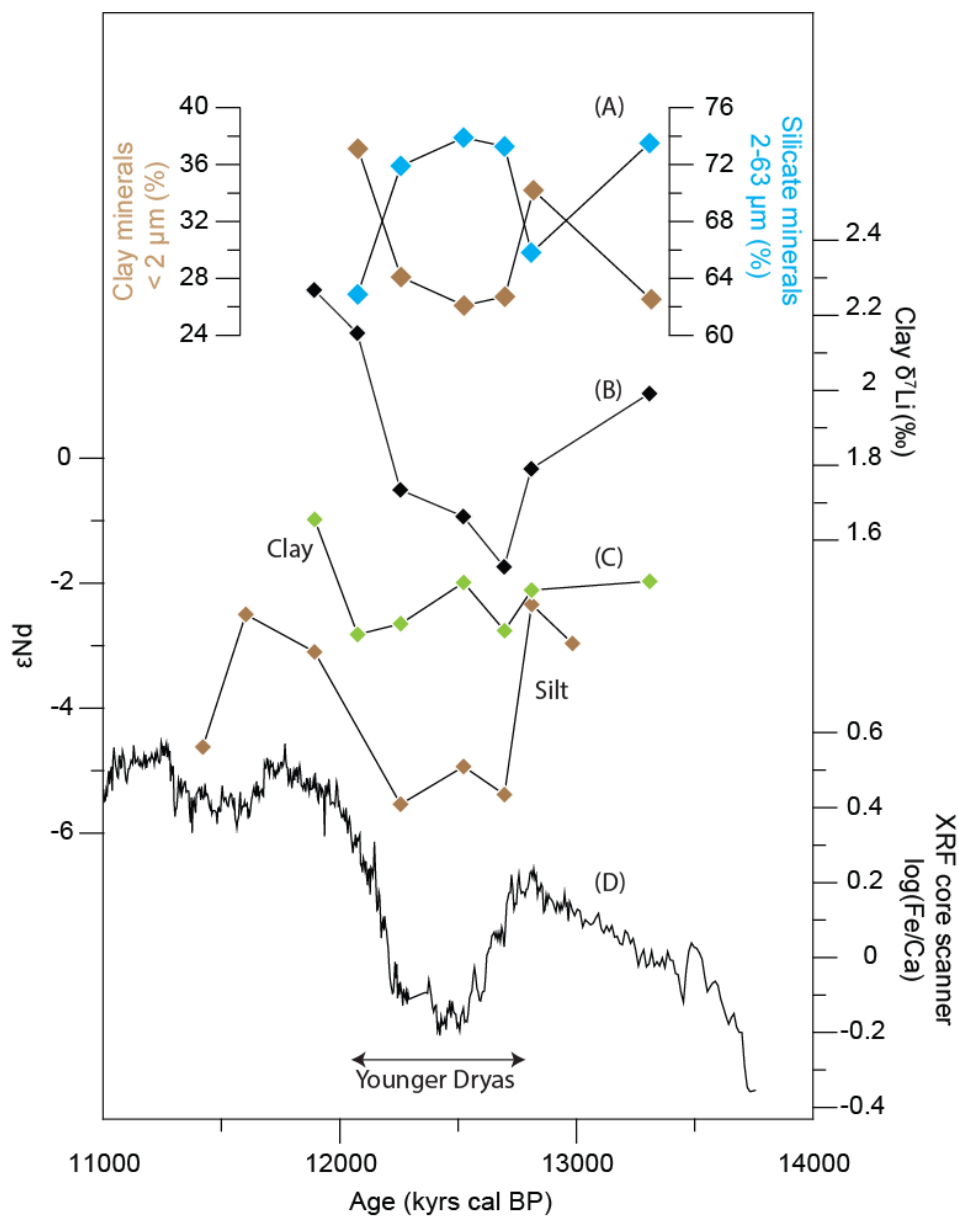 40
36
32
28
24
Clay minerals
< 2 μm (%)
(A)
76
72
68
64
60
Silicate minerals
2-63 μm (%)
2.4
2.2
2
1.8
1.6
Clay δ⁷Li (‰)
(B)
0
-2
-4
-6
εNd
Clay
(C)
Silt
0.6
0.4
0.2
0
-0.2
-0.4
XRF core scanner
log(Fe/Ca)
(D)
Younger Dryas
11000
12000
13000
14000
Age (kyrs cal BP)